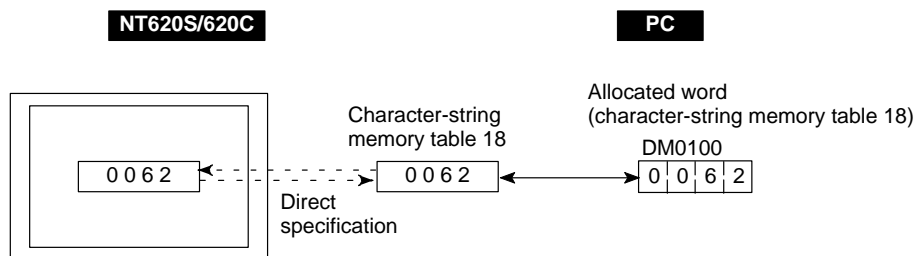 NT620S/620C
PC
Allocated word
(character-string memory table 18)
Character-string
memory table 18
DM0100
0 0 6 2
0 0 6 2
0 0 6 2
Direct
specification